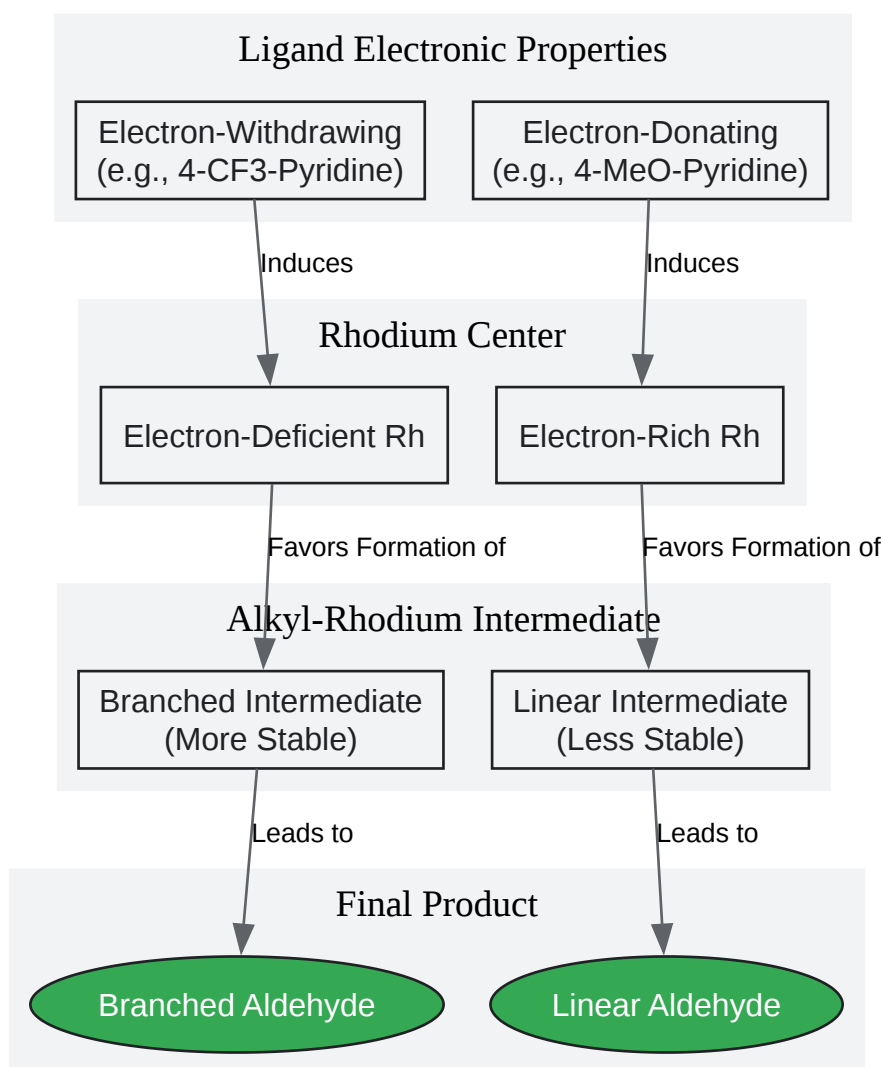 Ligand Electronic Properties
Electron-Withdrawing
(e.g., 4-CF3-Pyridine)
Electron-Donating
(e.g., 4-MeO-Pyridine)
Induces
Induces
Rhodium Center
Electron-Deficient Rh
Electron-Rich Rh
Favors Formation of
Favors Formation of
Alkyl-Rhodium Intermediate
Branched Intermediate
(More Stable)
Linear Intermediate
(Less Stable)
Leads to
Leads to
Final Product
Branched Aldehyde
Linear Aldehyde